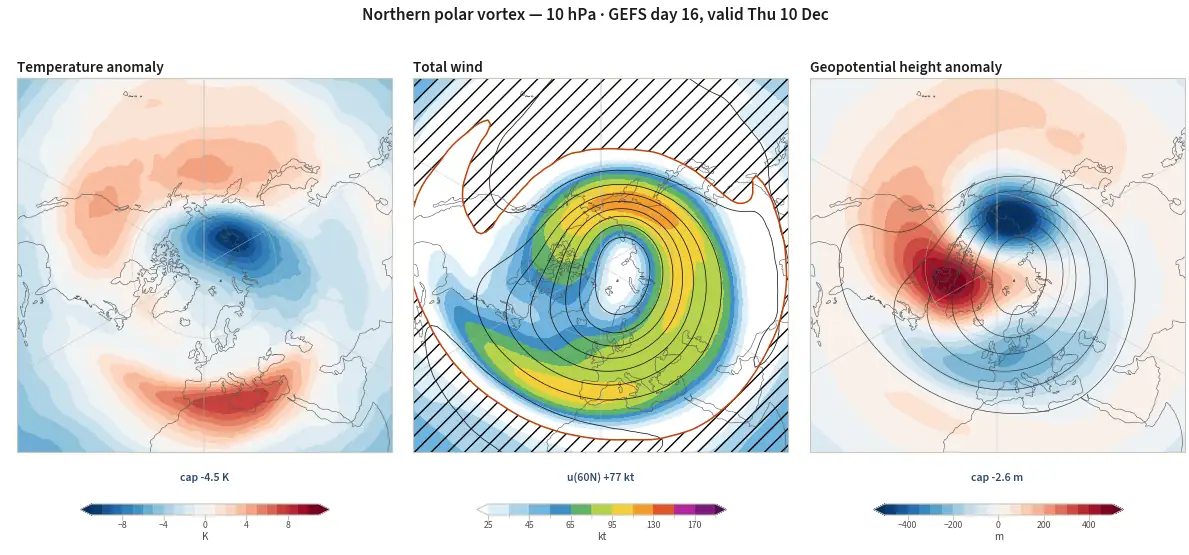 Northern polar vortex — 10 hPa · GEFS day 16, valid Thu 10 Dec
Temperature anomaly
Total wind
Geopotential height anomaly
cap -4.5 K
u(60N) +77 kt
cap -2.6 m
−8 −4 0 4 8
K
25 45 65 95 130 170
kt
−400 −200 0 200 400
m